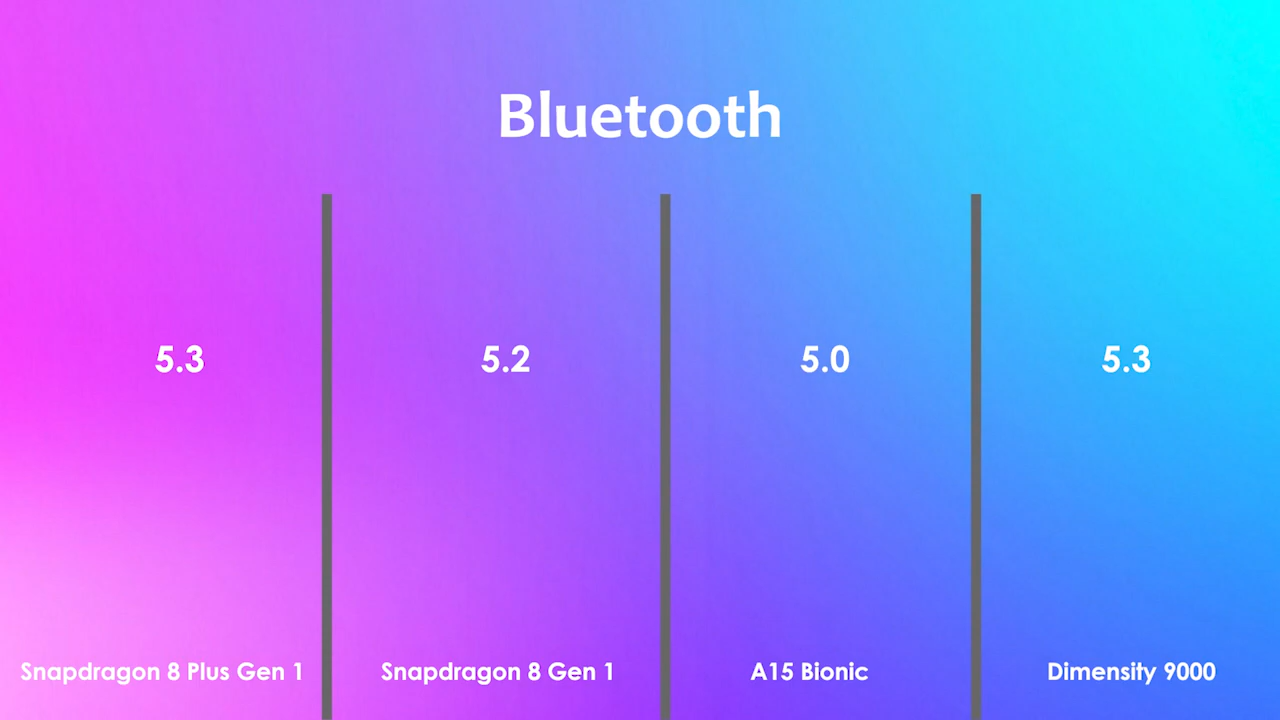 Bluetooth
5.3
5.2
5.0
5.3
Snapdragon 8 Plus Gen 1
Snapdragon 8 Gen 1
A15 Bionic
Dimensity 9000